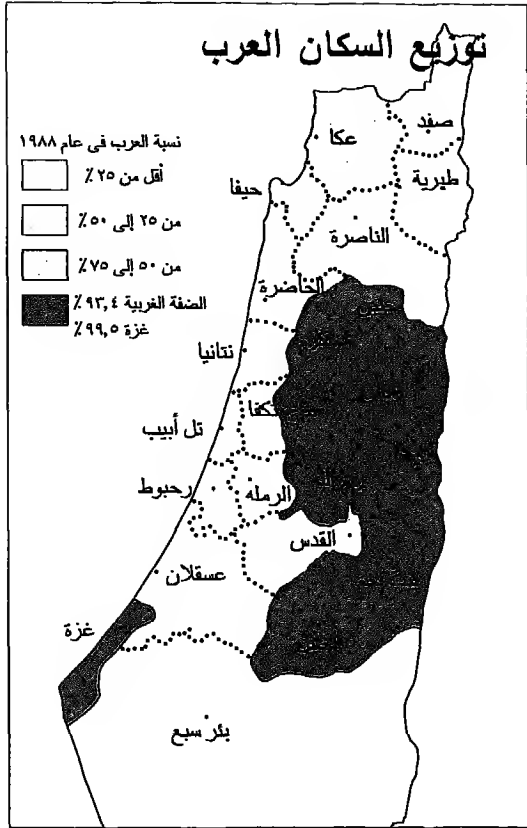 توزيع السكان العرب
نسبة العرب فى عام ١٩٨٨
أقل من ٢٥ ٪
من ٢٥ إلى ٥٠ ٪
من ٥٠ إلى ٧٥ ٪
الضفة الغربية ٩٣,٤ ٪
غزة ٩٩,٥ ٪
صفد
عكا
طبرية
حيفا
الناصرة
الخاضرة
نتانيا
تل أبيب
رحبوط
الرمله
القدس
عسقلان
غزة
بئر سبع